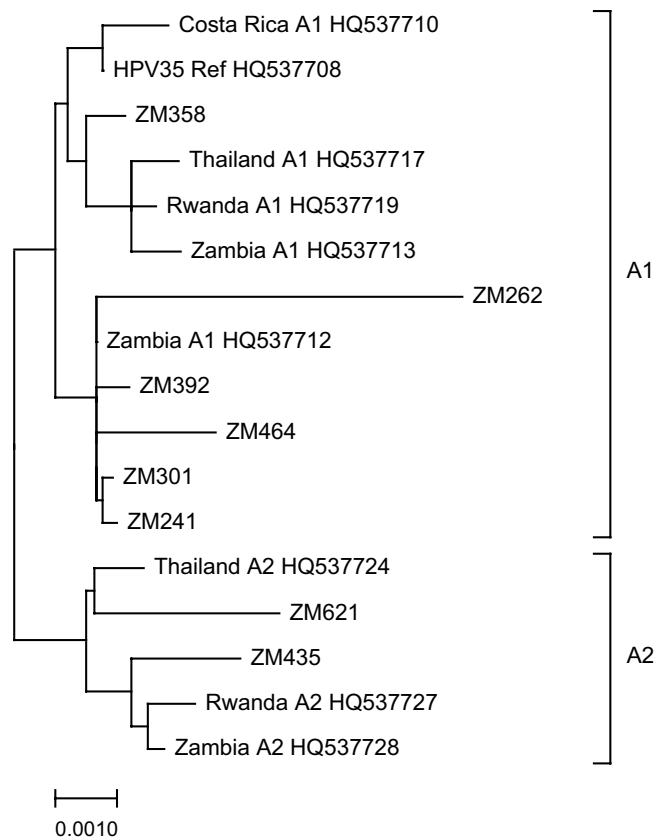 Costa Rica A1 HQ537710
HPV35 Ref HQ537708
ZM358
Thailand A1 HQ537717
Rwanda A1 HQ537719
Zambia A1 HQ537713
A1
ZM262
Zambia A1 HQ537712
ZM392
ZM464
ZM301
ZM241
Thailand A2 HQ537724
ZM621
ZM435
A2
Rwanda A2 HQ537727
Zambia A2 HQ537728
0.0010